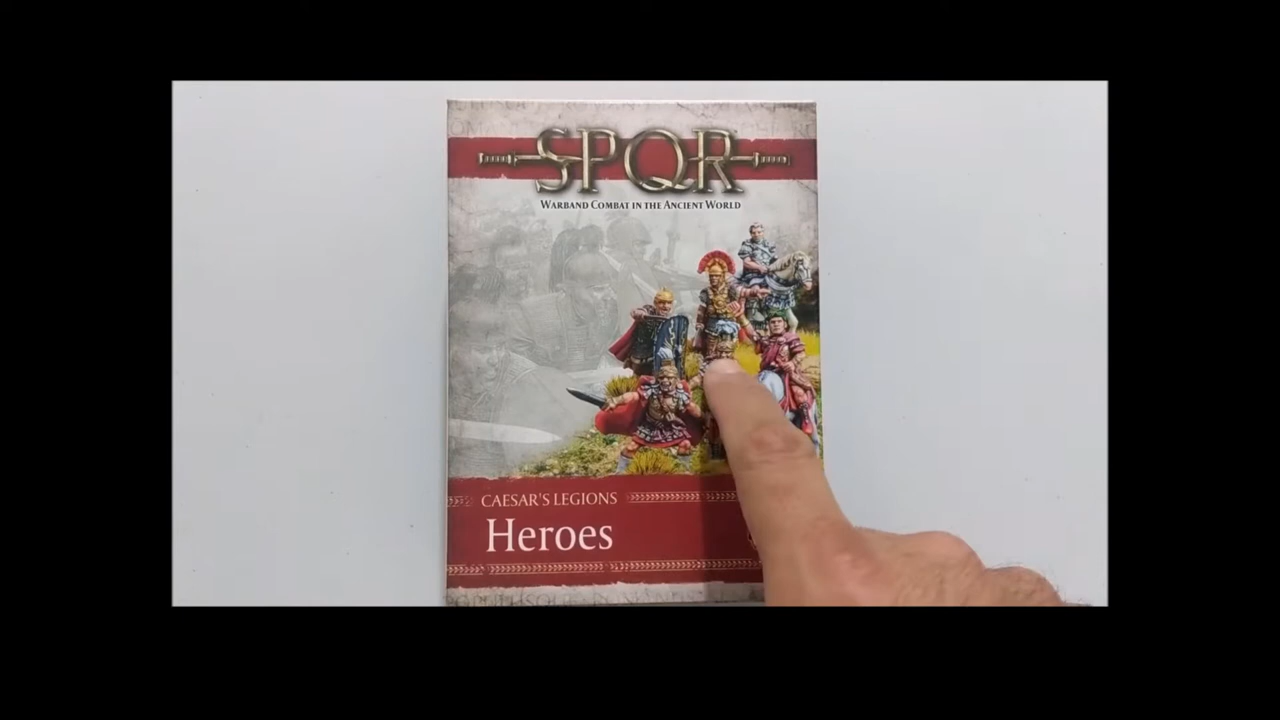 SPQR
WARBAND COMBAT IN THE ANCIENT WORLD
CAESAR'S LEGIONS
Heroes